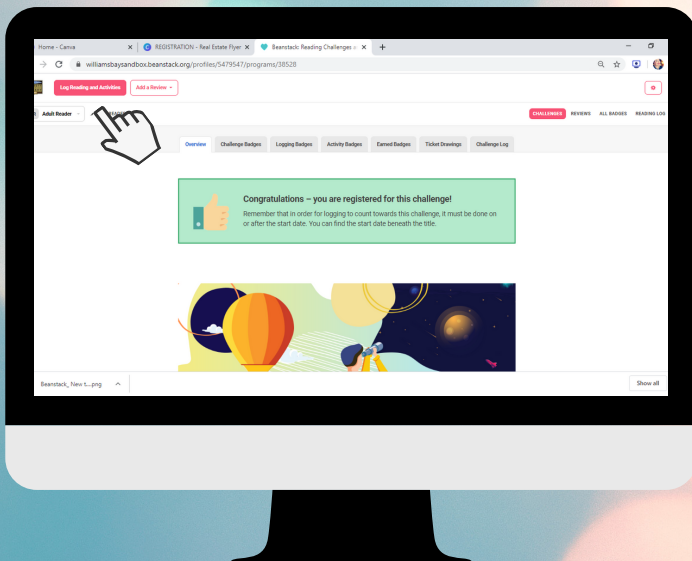 Home - Canva
REGISTRATION - Real Estate Flyer
Beanstack: Reading Challenges
williamsbaysandbox.beanstack.org/profiles/5479547/programs/38528
Log Reading and Activities
Add a Review
Adult Reader
CHALLENGES REVIEWS ALL BADGES READING LOG
Overview Challenge Badges Logging Badges Activity Badges Earned Badges Ticket Drawings Challenge Log
Congratulations – you are registered for this challenge!
Remember that in order for logging to count towards this challenge, it must be done on
or after the start date. You can find the start date beneath the title.
Beanstack_ New t....png
Show all